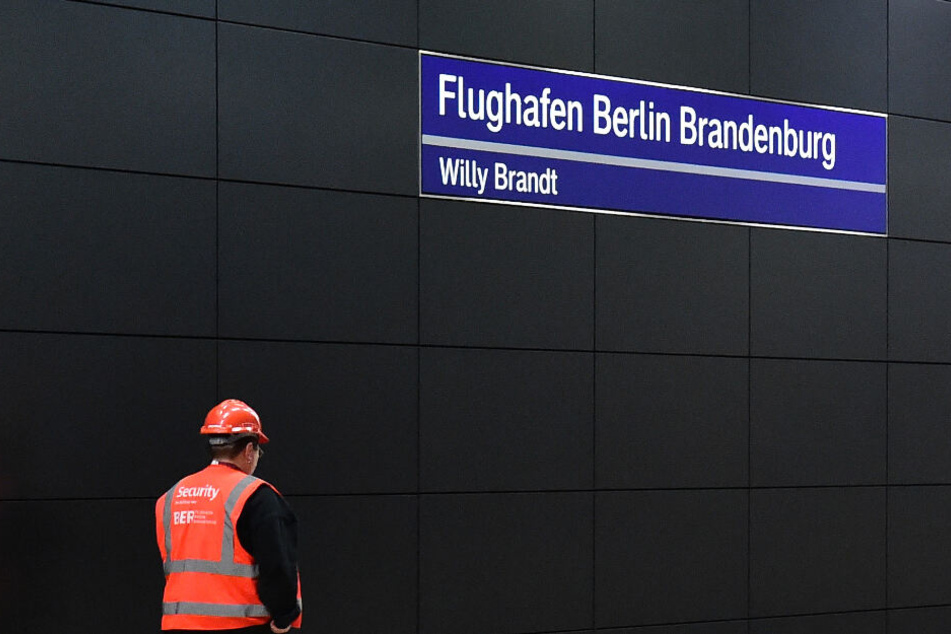 Flughafen Berlin Brandenburg
Willy Brandt
Security
BER